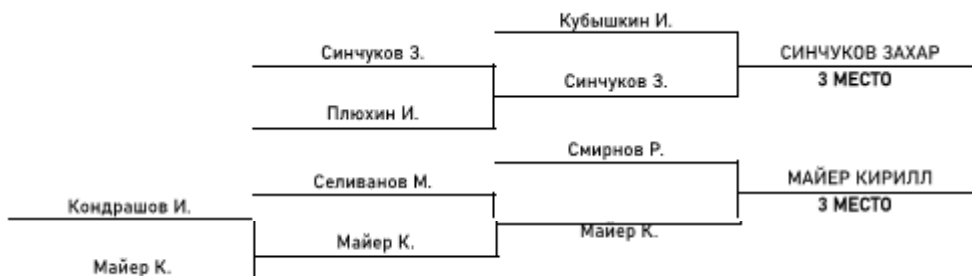 Кубышкин И.
Синчуков З.
СИНЧУКОВ ЗАХАР
Синчуков З.
3 МЕСТО
Плюхин И.
Смирнов Р.
Селиванов М.
МАЙЕР КИРИЛЛ
Кондрашов И.
3 МЕСТО
Майер К.
Майер К.
Майер К.